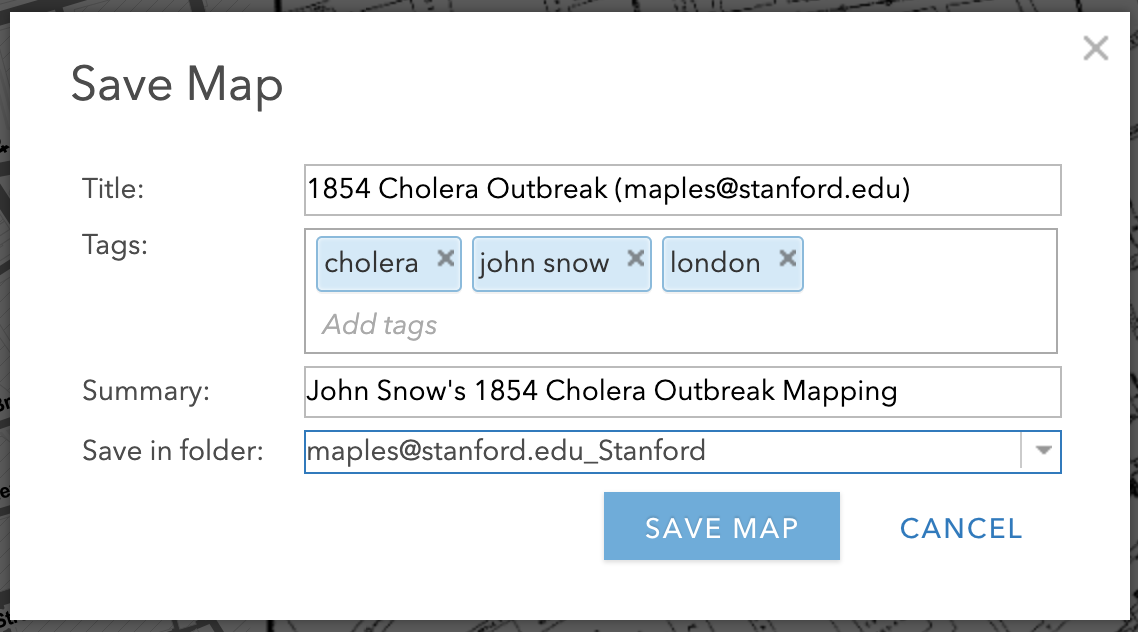 Save Map
Title: 1854 Cholera Outbreak (maples@stanford.edu)
Tags: cholera john snow london
Add tags
Summary: John Snow's 1854 Cholera Outbreak Mapping
Save in folder: maples@stanford.edu_Stanford
SAVE MAP CANCEL